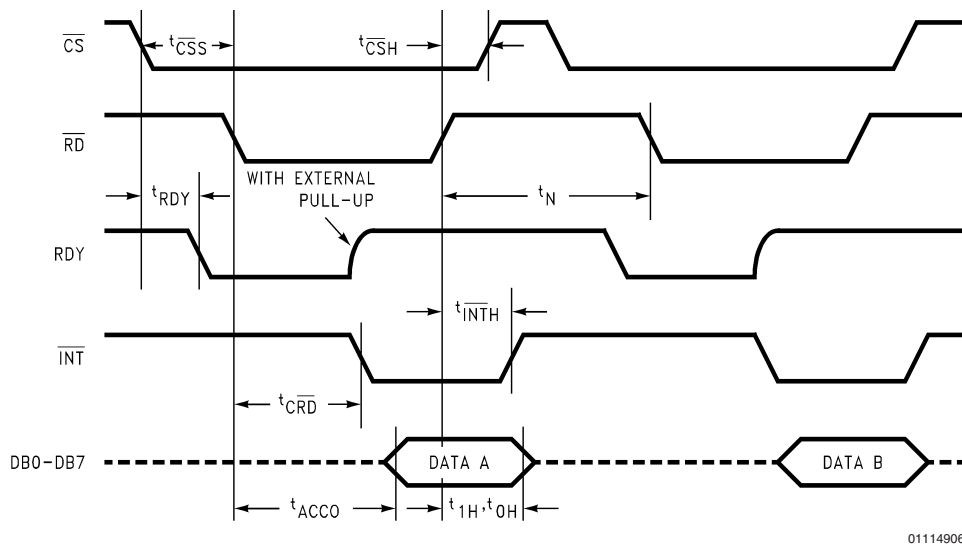 CS tCSS tCSH
RD
WITH EXTERNAL
PULL-UP
tRDY tN
RDY
tINTH
INT
tCRD
DB0-DB7 DATA A DATA B
tACC0 t1H,t0H
01114906